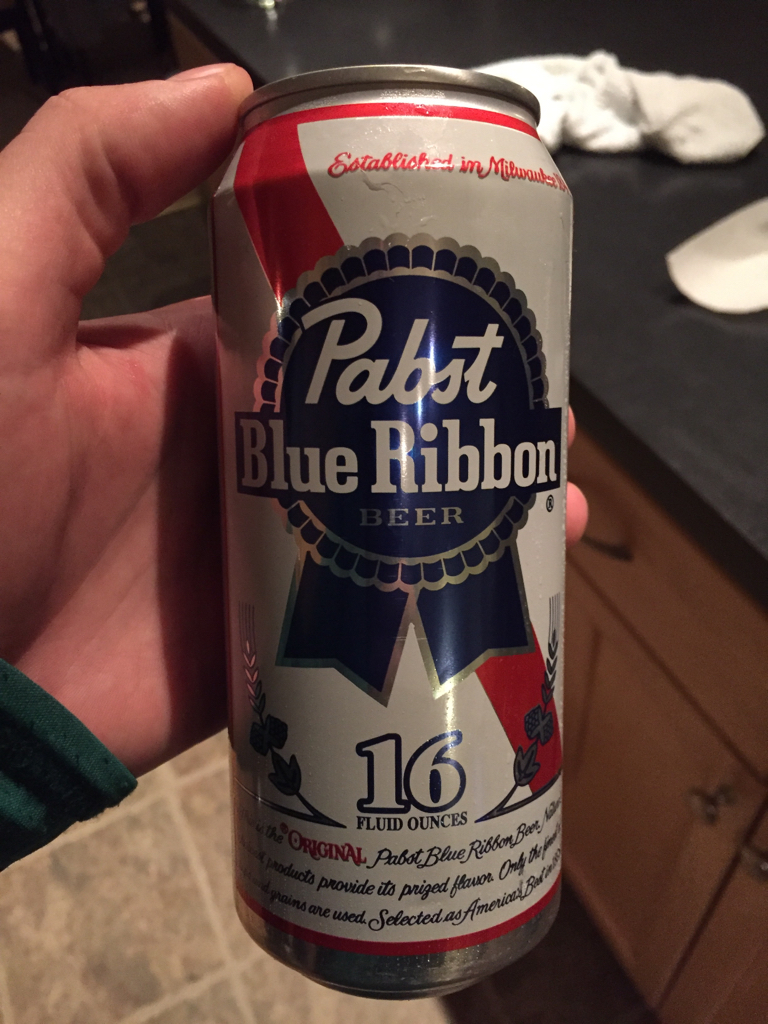 Established in Milwaukee
Pabst
Blue Ribbon
BEER
®
16
FLUID OUNCES
the ORIGINAL Pabst Blue Ribbon Beer.
products provide its prized flavor. Only the
grains are used. Selected as America's Best in